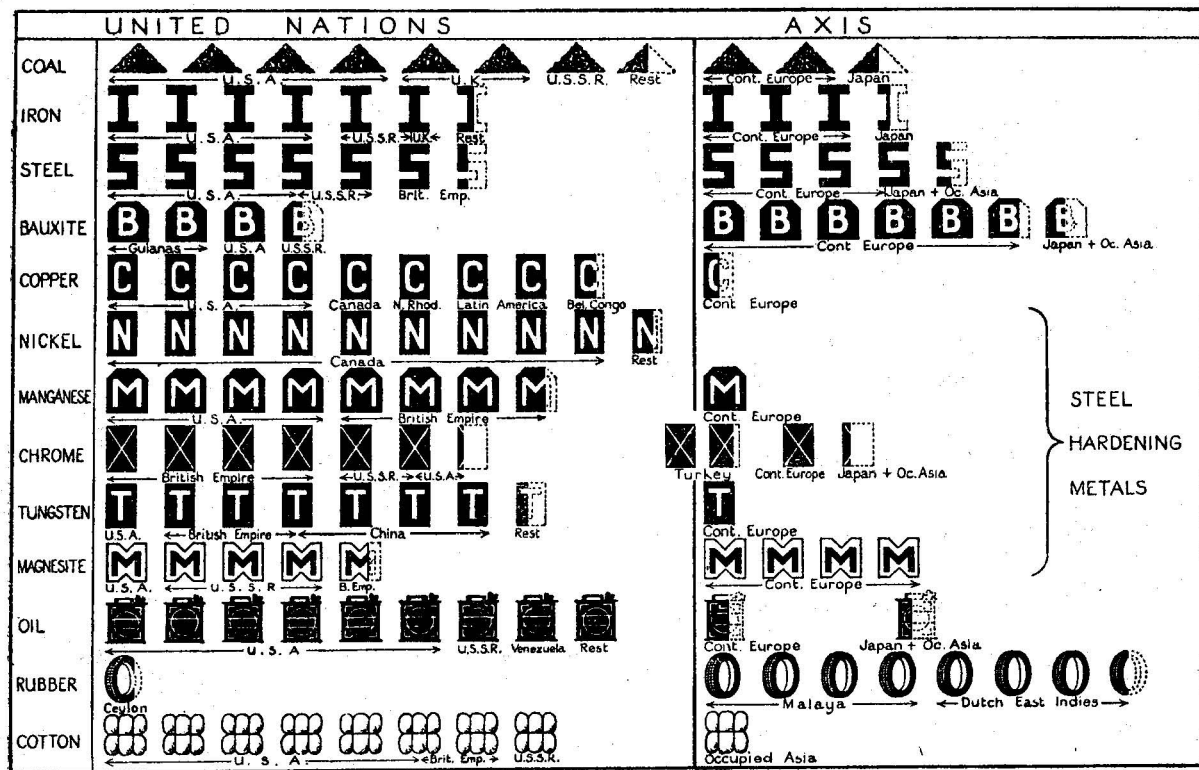 UNITED NATIONS AXIS
COAL
U.S.A U.K U.S.S.R. Rest Cont. Europe Japan
IRON I I I I I I I I I I I
U.S.A. U.S.S.R. U.K Rest Cont. Europe Japan
STEEL S S S S S S S S S S S S
U.S.A. U.S.S.R. Brit. Emp. Cont Europe Japan + Oc. Asia
BAUXITE B B B B B B B B B B B
Guianas U.S.A U.S.S.R. Cont Europe Japan + Oc. Asia
COPPER C C C C C C C C C C
U.S.A. Canada N. Rhod. Latin America Bel. Congo Cont Europe
NICKEL N N N N N N N N N N
Canada Rest
MANGANESE M M M M M M M M M
U.S.A. British Empire Cont. Europe
STEEL
CHROME
HARDENING
British Empire U.S.S.R. U.S.A. Turkey Cont. Europe Japan + Oc. Asia
METALS
TUNGSTEN T T T T T T T T T
U.S.A. British Empire China Rest Cont. Europe
MAGNESITE M M M M M M M M M
U.S.A. U.S.S.R B. Emp. Cont. Europe
OIL
U.S.A U.S.S.R. Venezuela Rest Cont. Europe Japan + Oc. Asia
RUBBER
Ceylon Malaya Dutch East Indies
COTTON
U.S.A Brit. Emp. U.S.S.R. Occupied Asia